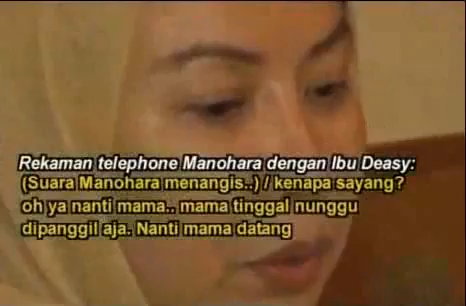 Rekaman telephone Manohara dengan Ibu Deasy:
(Suara Manohara menangis..) / kenapa sayang?
oh ya nanti mama.. mama tinggal nunggu
dipanggil aja. Nanti mama datang